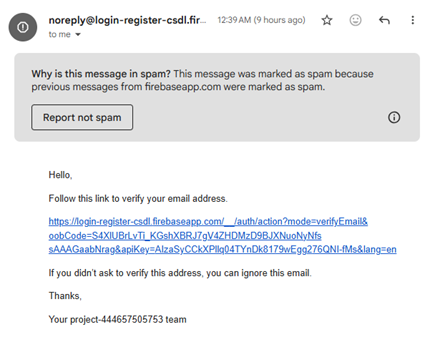 noreply@login-register-csdl.fir... 12:39 AM (9 hours ago)
to me
Why is this message in spam? This message was marked as spam because
previous messages from firebaseapp.com were marked as spam.
Report not spam
Hello,
Follow this link to verify your email address.
https://login-register-csdl.firebaseapp.com/__/auth/action?mode=verifyEmail&
oobCode=S4XlUBrLvTi_KGshXBRJ7gV4ZHDMzD9BJXNuoNyNfs
sAAAGaabNrag&apiKey=AIzaSyCCkXPllq04TYnDk8179wEgg276QNI-fMs&lang=en
If you didn't ask to verify this address, you can ignore this email.
Thanks,
Your project-444657505753 team